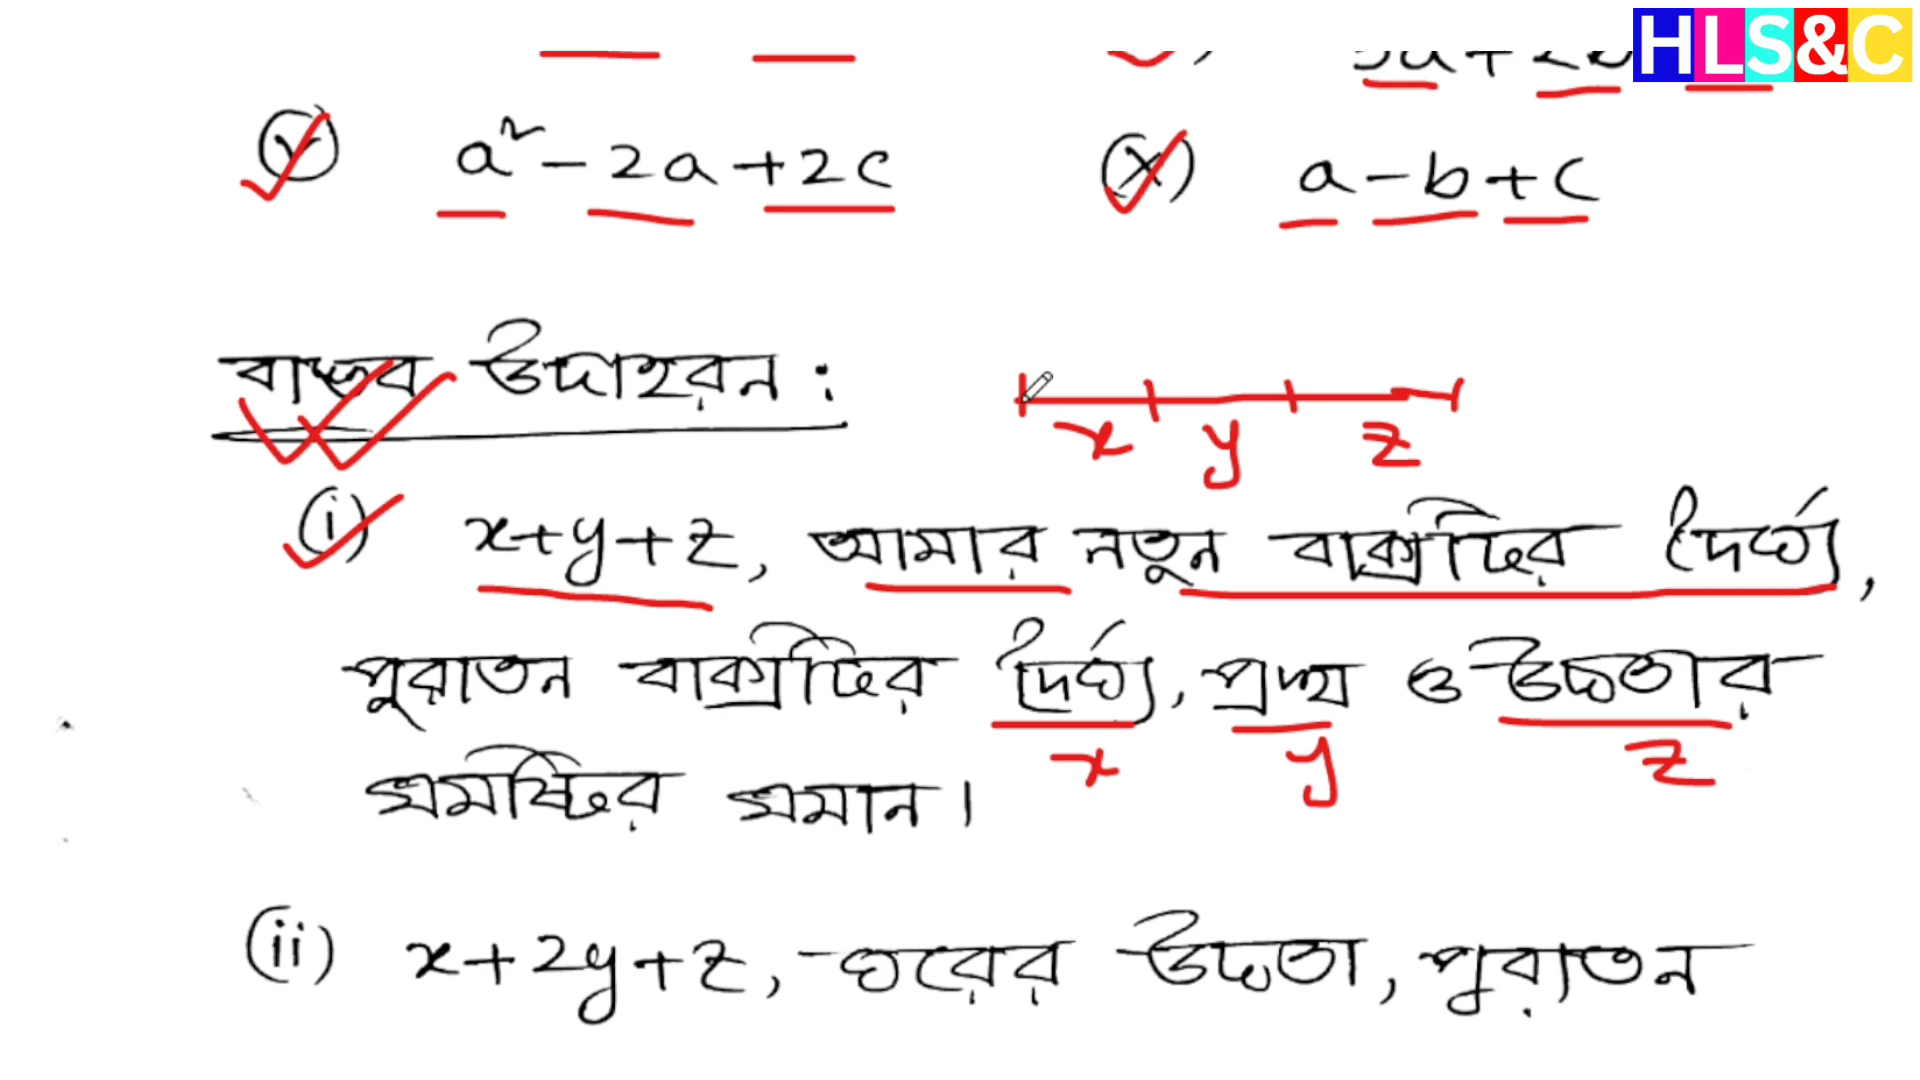 HLS&C
(v) a² - 2a + 2c
(x) a - b + c
বাস্তব উদাহরন :
x y z
(i) x+y+z, আমার নতুন বাক্সটির দৈর্ঘ্য,
পুরাতন বাক্সটির দৈর্ঘ্য, প্রস্থ ও উচ্চতার
x y z
সমষ্টির সমান।
(ii) x+2y+z, ঘরের উচ্চতা, পুরাতন